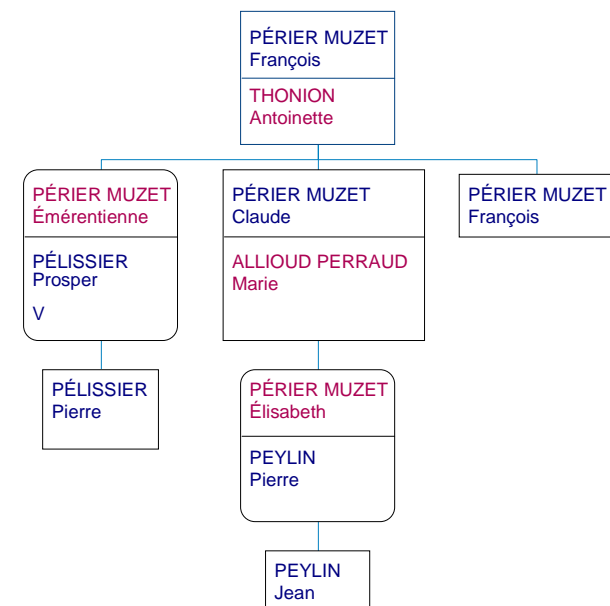 PÉRIER MUZET
François
THONION
Antoinette
PÉRIER MUZET
Émérentienne
PÉLISSIER
Prosper
V
PÉRIER MUZET
Claude
ALLIOUD PERRAUD
Marie
PÉRIER MUZET
François
PÉLISSIER
Pierre
PÉRIER MUZET
Élisabeth
PEYLIN
Pierre
PEYLIN
Jean